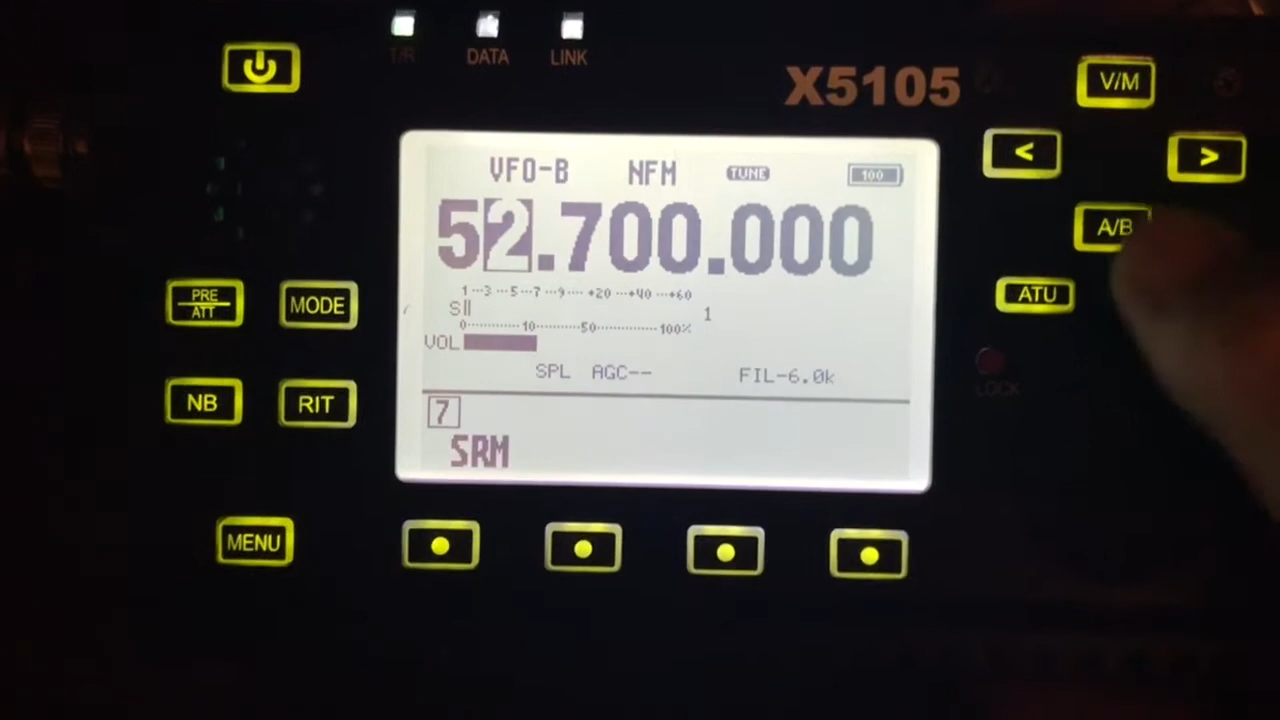 T/R DATA LINK
X5105
V/M
< >
A/B
ATU
LOCK
PRE
ATT
MODE
NB
RIT
MENU
VFO-B NFM TUNE 100
52.700.000
1···3···5···7···9····+20···+40···+60
S 1
0··········10··········50··········100%
VOL
SPL AGC-- FIL-6.0k
7
SRM